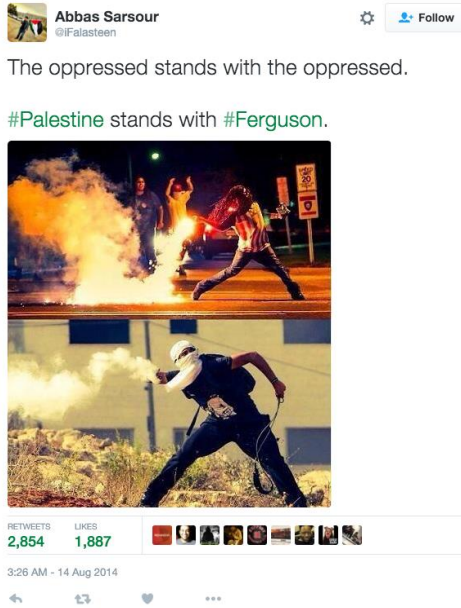 Abbas Sarsour
@iFalasteen
Follow
The oppressed stands with the oppressed.
#Palestine stands with #Ferguson.
RETWEETS LIKES
2,854 1,887
3:26 AM - 14 Aug 2014